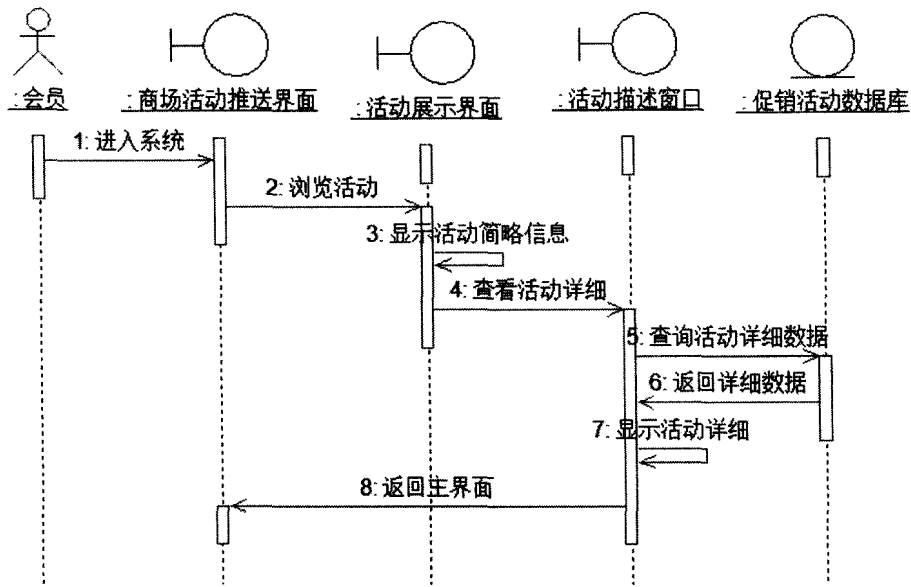 :会员
:商场活动推送界面
:活动展示界面
:活动描述窗口
:促销活动数据库
1: 进入系统
2: 浏览活动
3: 显示活动简略信息
4: 查看活动详细
5: 查询活动详细数据
6: 返回详细数据
7: 显示活动详细
8: 返回主界面